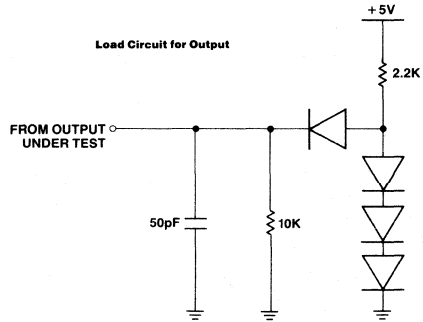 +5V
Load Circuit for Output
2.2K
FROM OUTPUT
UNDER TEST
50pF
10K